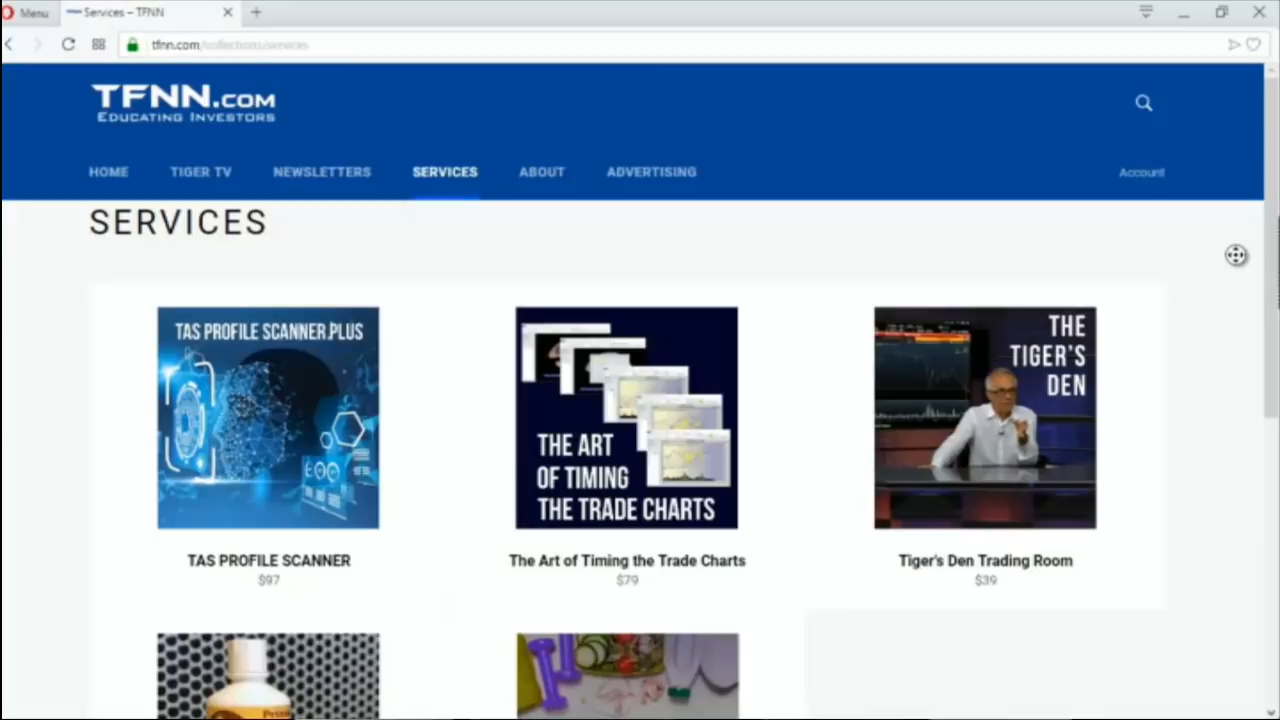 Menu
Services – TFNN
tfnn.com/collections/services
TFNN.COM
EDUCATING INVESTORS
HOME
TIGER TV
NEWSLETTERS
SERVICES
ABOUT
ADVERTISING
Account
SERVICES
TAS PROFILE SCANNER PLUS
THE ART
OF TIMING
THE TRADE CHARTS
THE
TIGER'S
DEN
TAS PROFILE SCANNER
$97
The Art of Timing the Trade Charts
$79
Tiger's Den Trading Room
$39